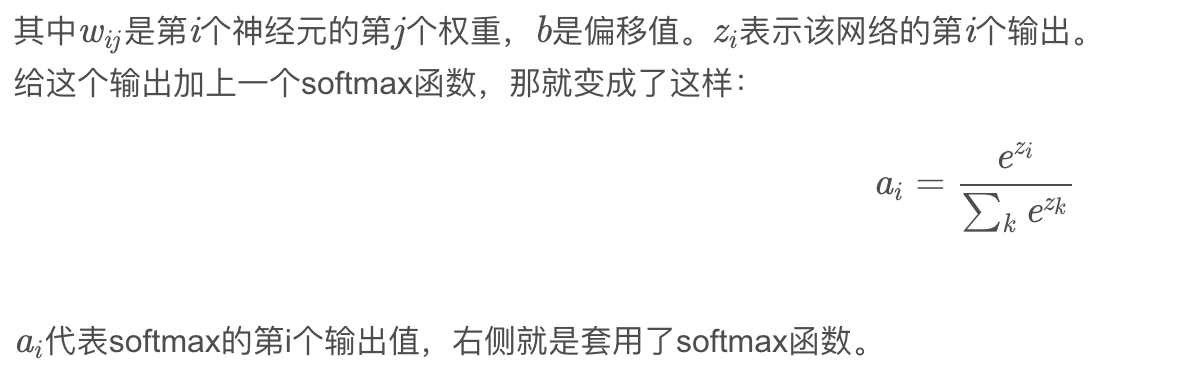 其中$w_{ij}$是第$i$个神经元的第$j$个权重，$b$是偏移值。$z_i$表示该网络的第$i$个输出。
给这个输出加上一个softmax函数，那就变成了这样：
$a_i = \frac{e^{z_i}}{\sum_k e^{z_k}}$
$a_i$代表softmax的第i个输出值，右侧就是套用了softmax函数。